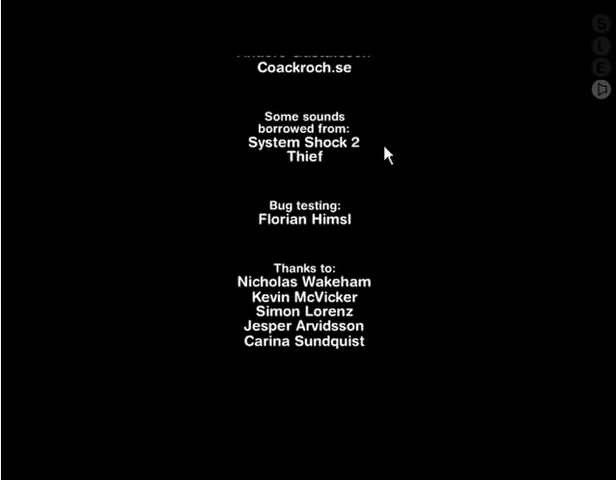 Coackroch.se
Some sounds
borrowed from:
System Shock 2
Thief
Bug testing:
Florian Himsl
Thanks to:
Nicholas Wakeham
Kevin McVicker
Simon Lorenz
Jesper Arvidsson
Carina Sundquist
S
L
E